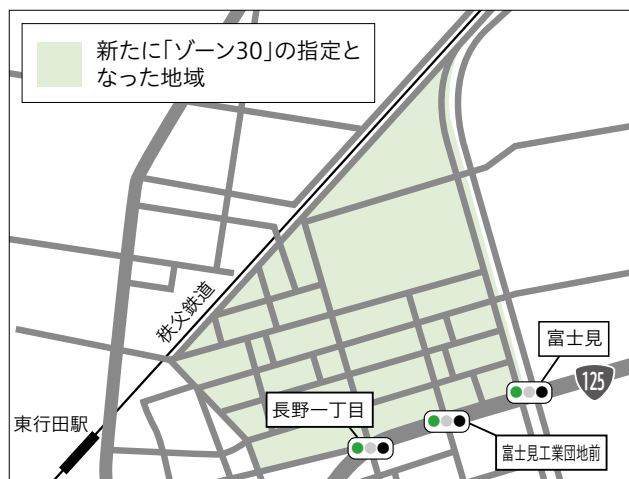 新たに「ゾーン30」の指定と
なった地域
秩父鉄道
富士見
125
長野一丁目
東行田駅
富士見工業団地前